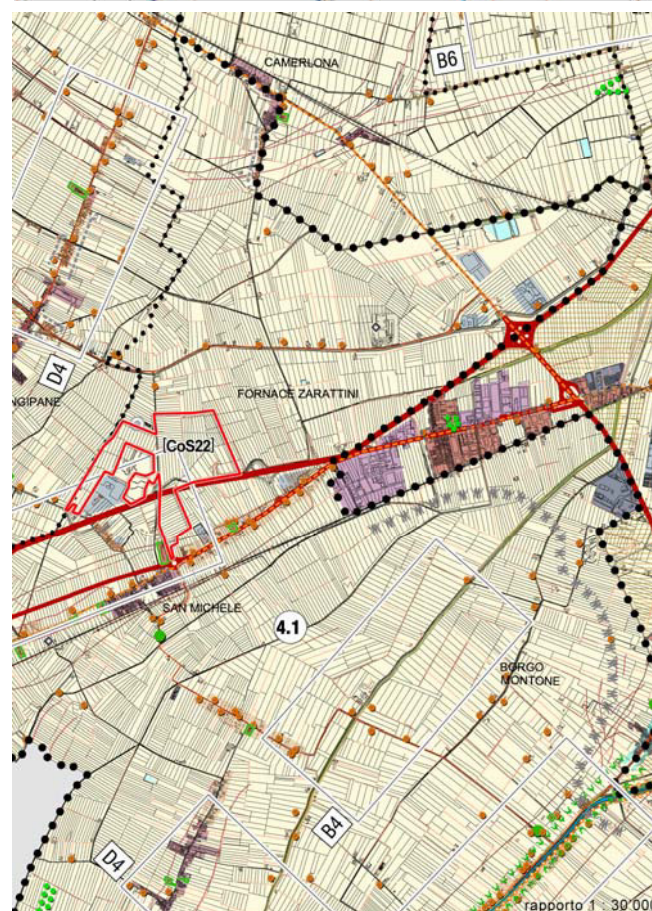 CAMERLONA
B6
D4
NGIPANE
FORNACE ZARATTINI
[CoS22]
SAN MICHELE
4.1
BORGO
MONTONE
B4
D4
rapporto 1 : 30'000